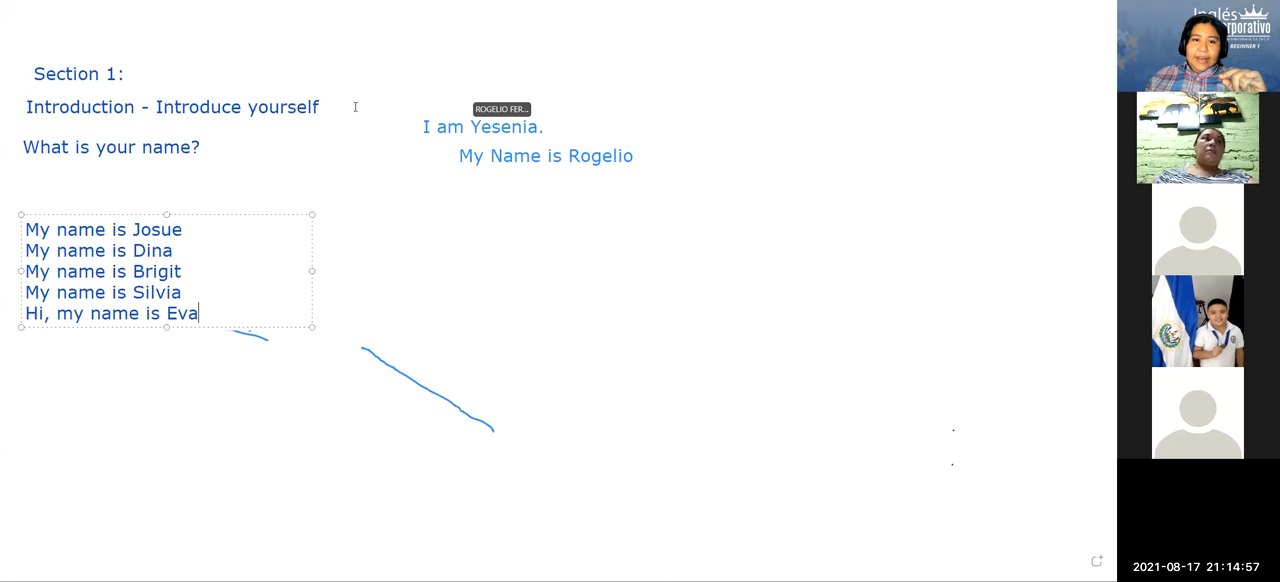 Section 1:
Introduction - Introduce yourself
What is your name?
ROGELIO FER...
I am Yesenia.
My Name is Rogelio
My name is Josue
My name is Dina
My name is Brigit
My name is Silvia
Hi, my name is Eva
Inglés
BEGINNER 1
2021-08-17 21:14:57